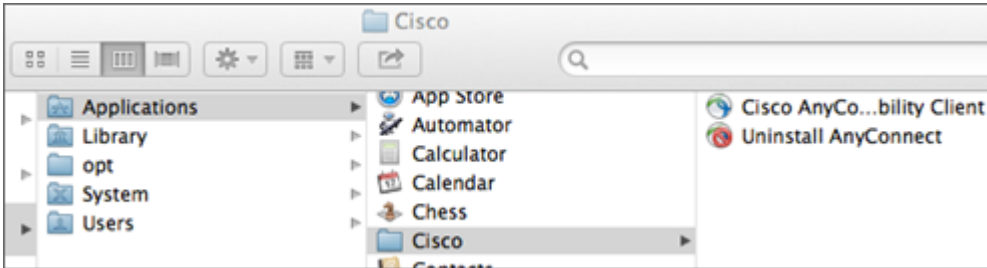 Cisco
Applications
Library
opt
System
Users
App Store
Automator
Calculator
Calendar
Chess
Cisco
Contacts
Cisco AnyCo...bility Client
Uninstall AnyConnect